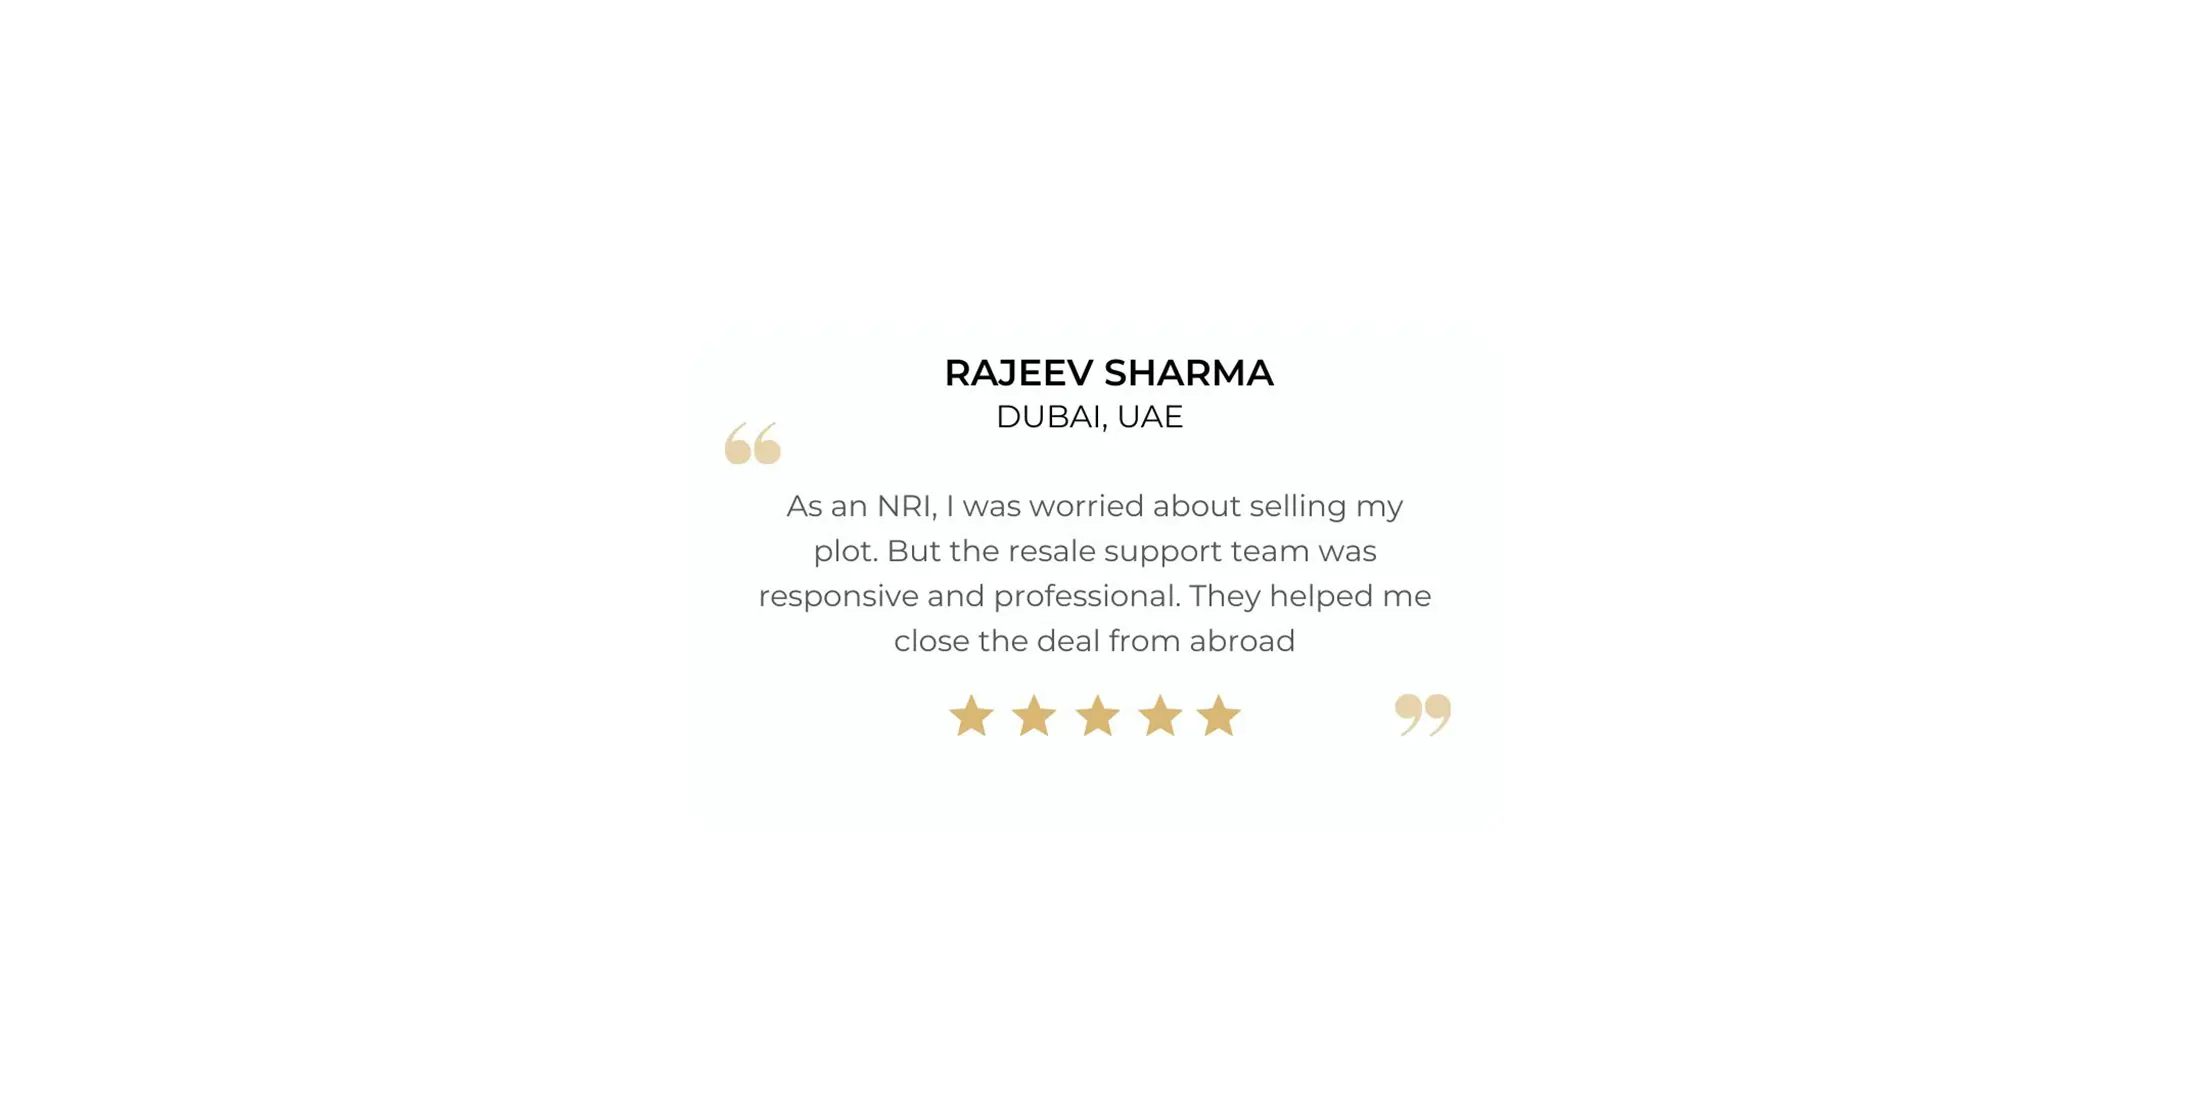 RAJEEV SHARMA
DUBAI, UAE
“
As an NRI, I was worried about selling my
plot. But the resale support team was
responsive and professional. They helped me
close the deal from abroad
”